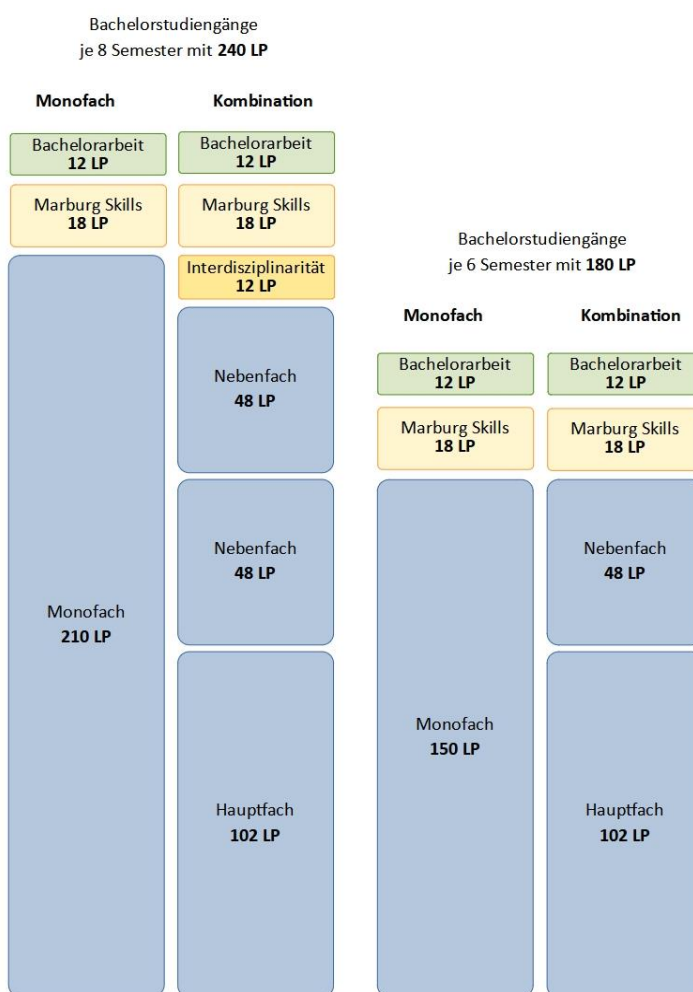 Bachelorstudiengänge
je 8 Semester mit 240 LP
Monofach
Kombination
Bachelorarbeit
12 LP
Marburg Skills
18 LP
Monofach
210 LP
Bachelorarbeit
12 LP
Marburg Skills
18 LP
Interdisziplinarität
12 LP
Nebenfach
48 LP
Nebenfach
48 LP
Hauptfach
102 LP
Bachelorstudiengänge
je 6 Semester mit 180 LP
Monofach
Kombination
Bachelorarbeit
12 LP
Marburg Skills
18 LP
Monofach
150 LP
Bachelorarbeit
12 LP
Marburg Skills
18 LP
Nebenfach
48 LP
Hauptfach
102 LP